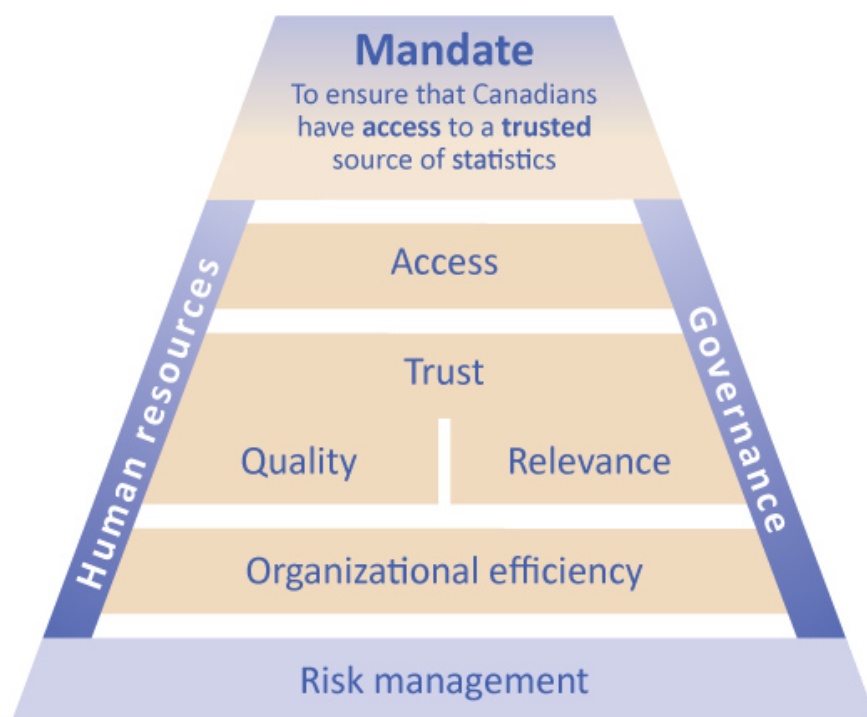 Mandate
To ensure that Canadians
have access to a trusted
source of statistics
Human resources
Governance
Access
Trust
Quality
Relevance
Organizational efficiency
Risk management